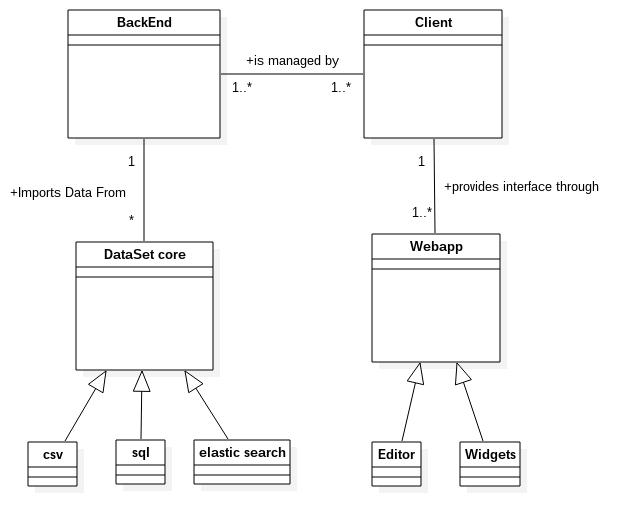 BackEnd
Client
+is managed by
1..*
1..*
1
1
+Imports Data From
+provides interface through
*
1..*
DataSet core
Webapp
csv
sql
elastic search
Editor
Widgets